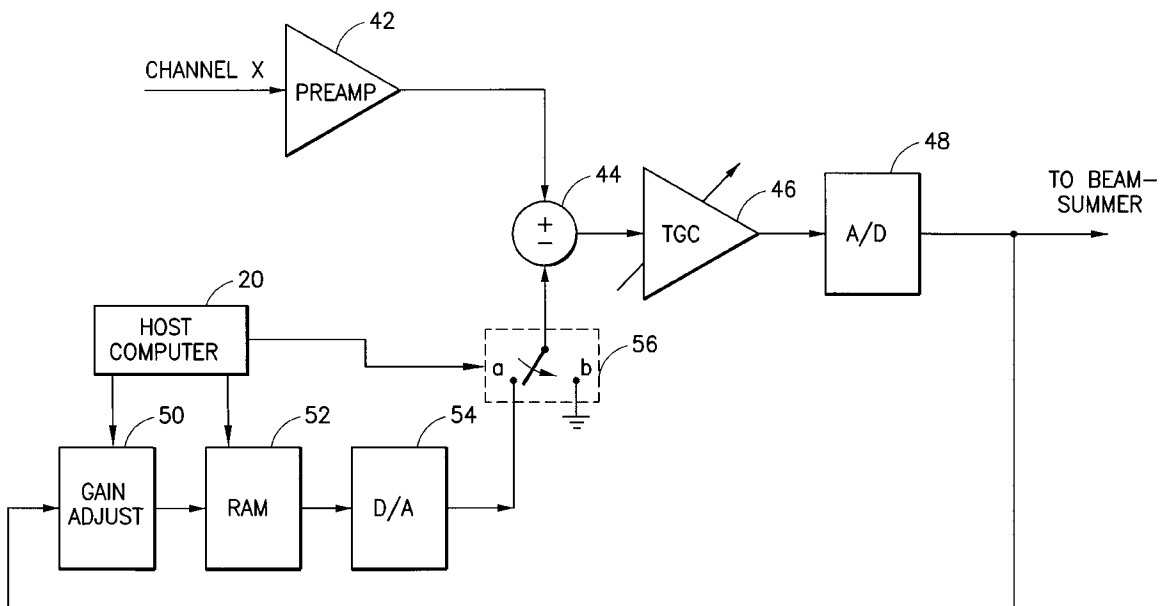 42
CHANNEL X
PREAMP
44
+
-
TGC
46
48
A/D
TO BEAM-
SUMMER
20
HOST
COMPUTER
a
b
56
50
GAIN
ADJUST
52
RAM
54
D/A